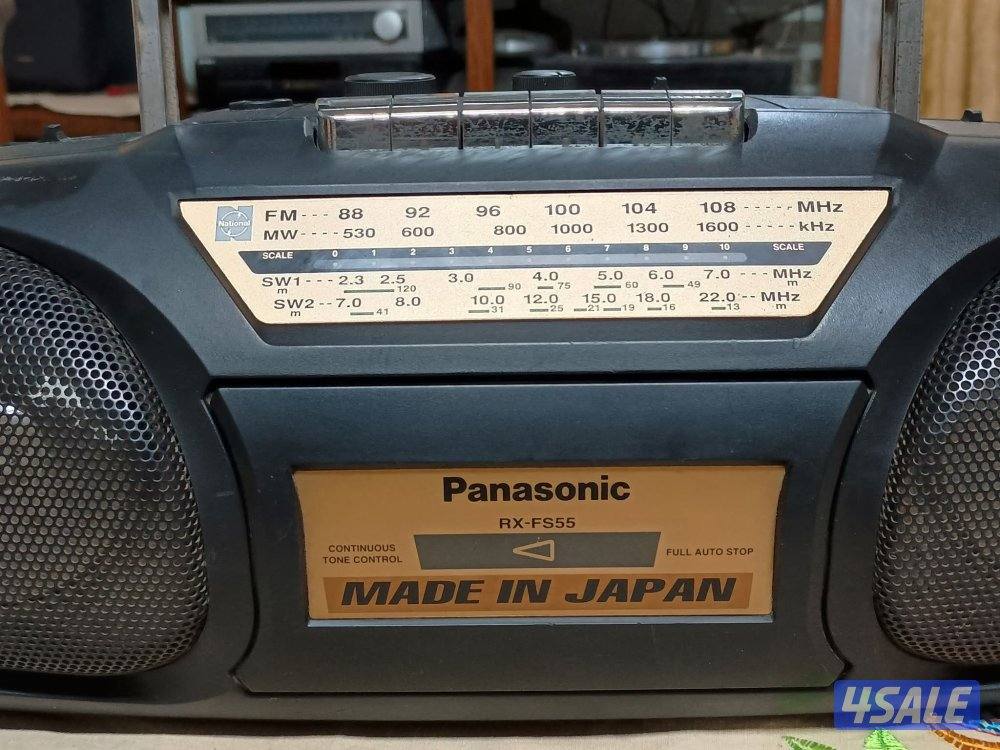 National
FM --- 88 92 96 100 104 108 ----- MHz
MW ---- 530 600 800 1000 1300 1600 ----- kHz
SCALE 0 1 2 3 4 5 6 7 8 9 10 SCALE
SW1 --- 2.3 2.5 3.0 4.0 5.0 6.0 7.0 --- MHz
m 120 90 75 60 49 m
SW2 -- 7.0 8.0 10.0 12.0 15.0 18.0 22.0 -- MHz
m 41 31 25 21 19 16 13 m
Panasonic
RX-FS55
CONTINUOUS
TONE CONTROL
FULL AUTO STOP
MADE IN JAPAN
4SALE